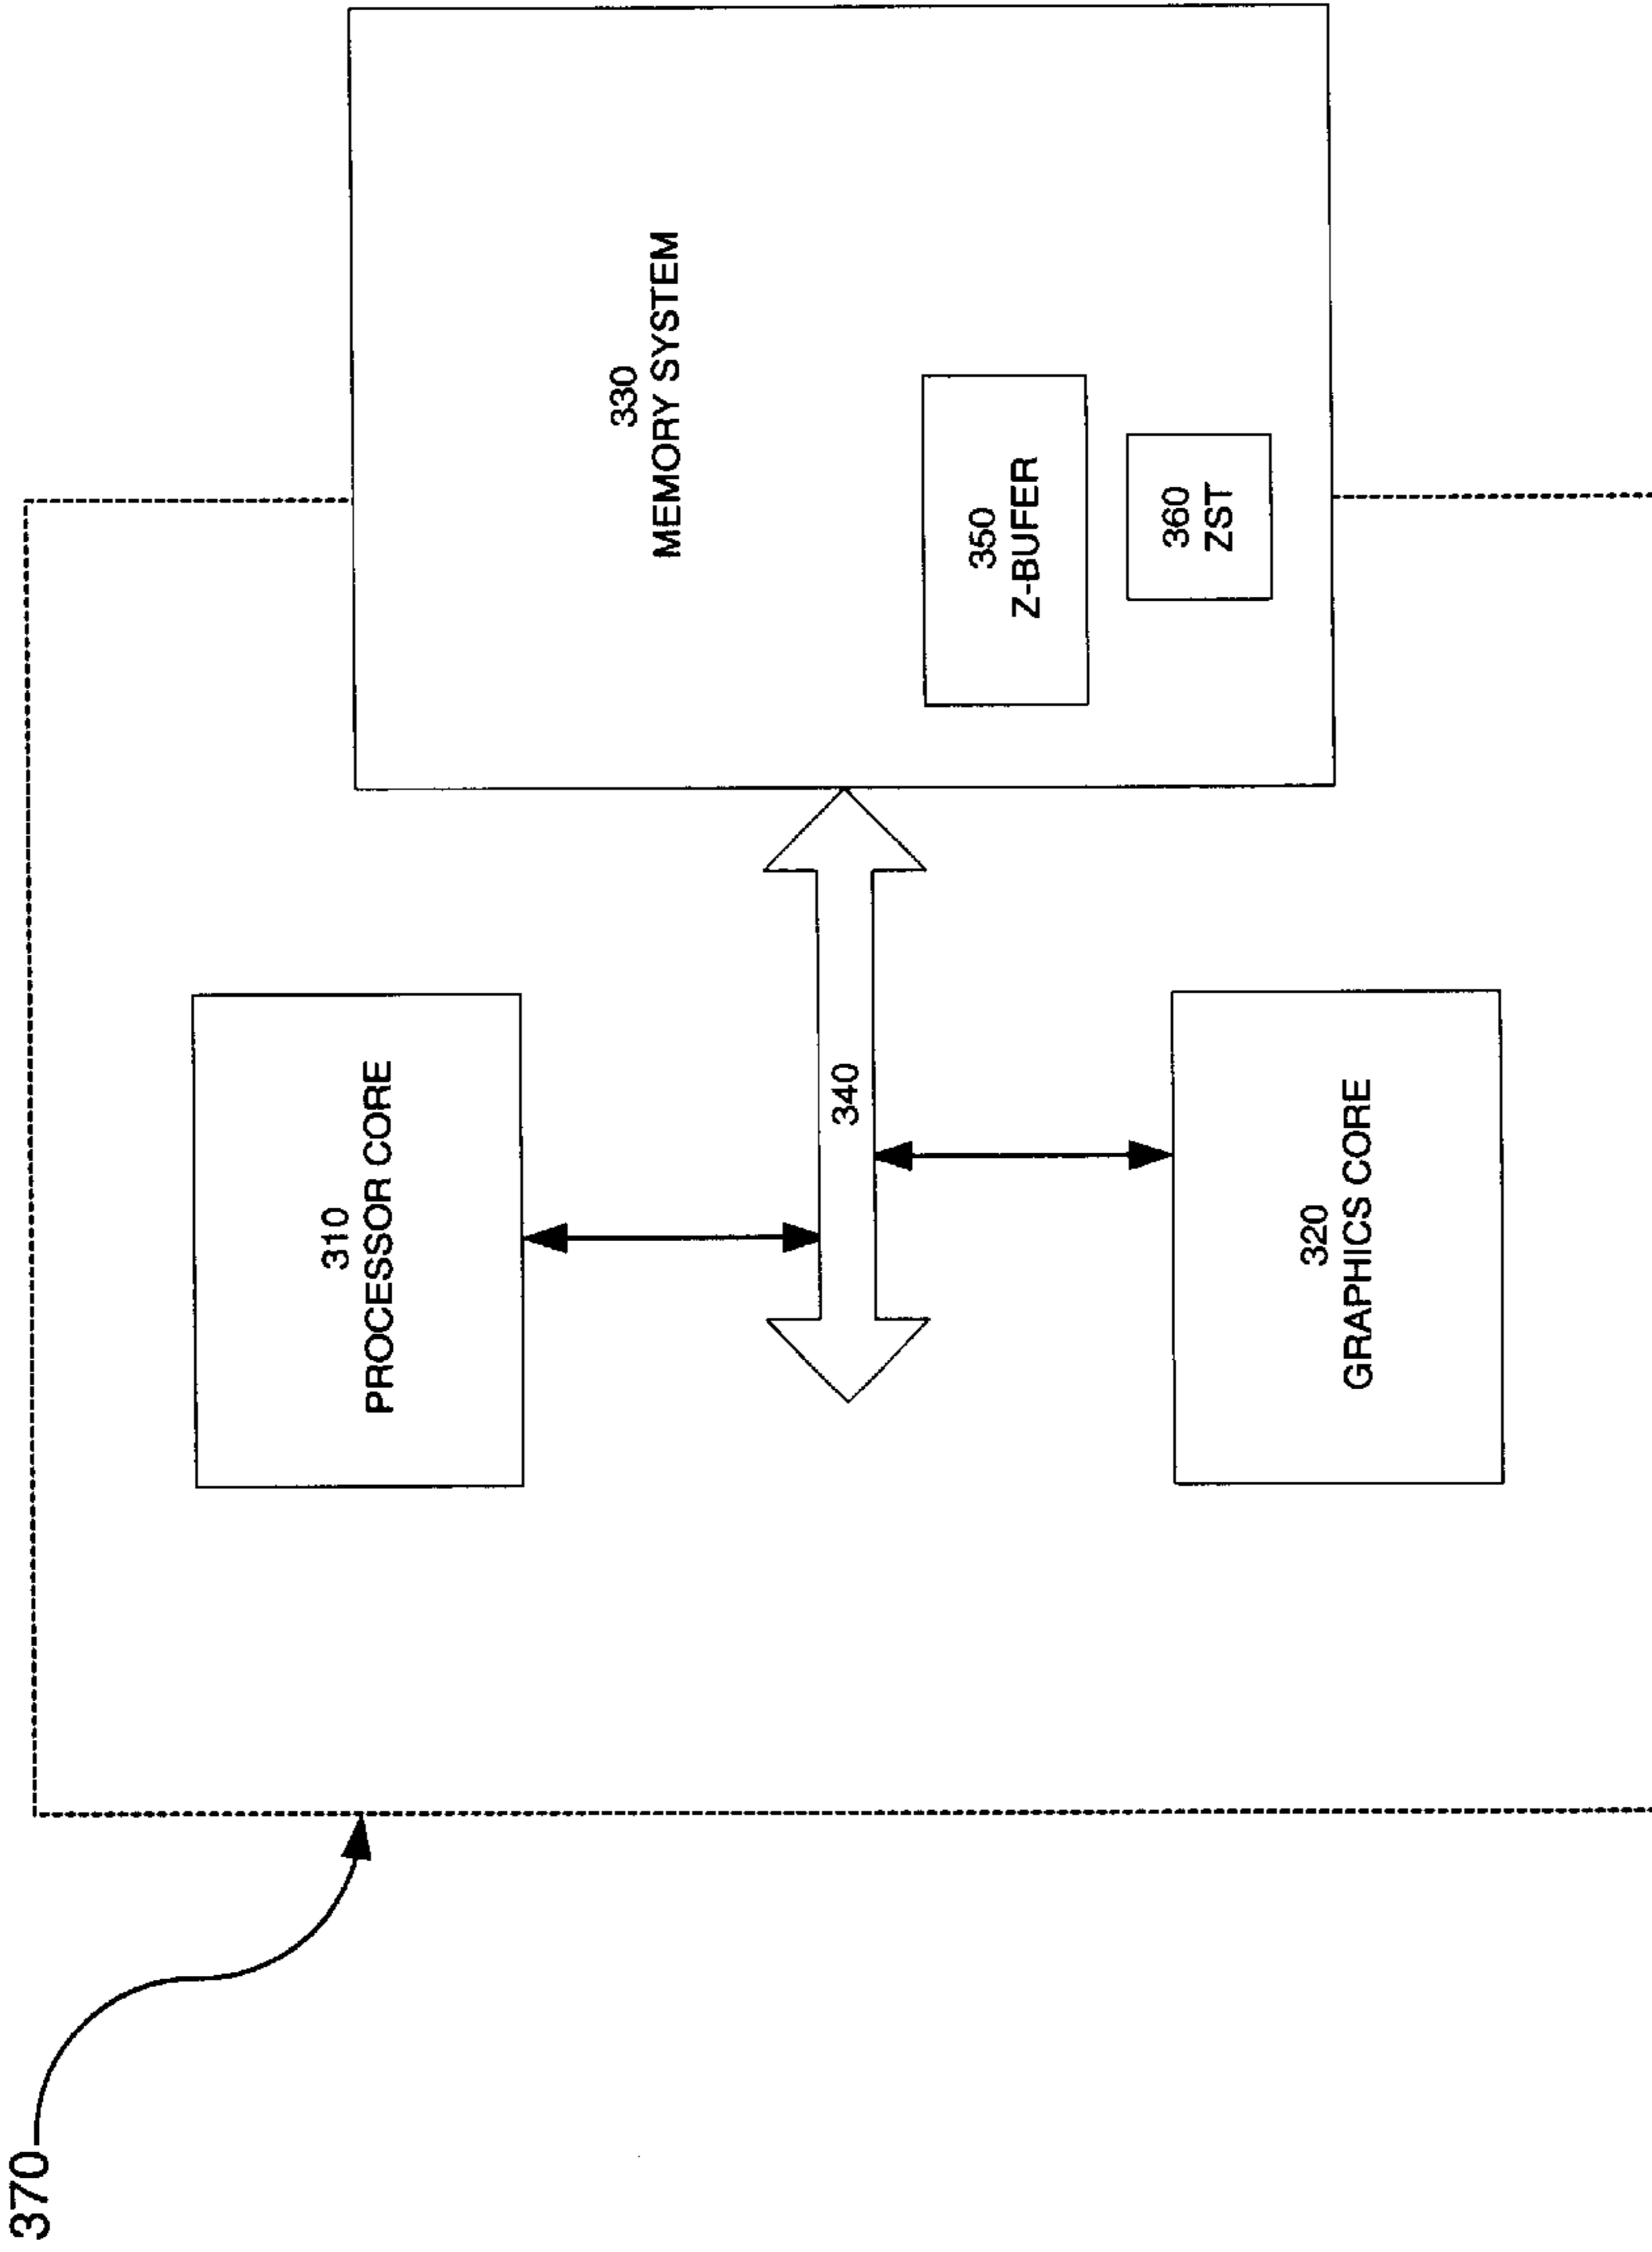 370
310
PROCESSOR CORE
330
MEMORY SYSTEM
340
350
Z-BUFER
360
ZST
320
GRAPHICS CORE